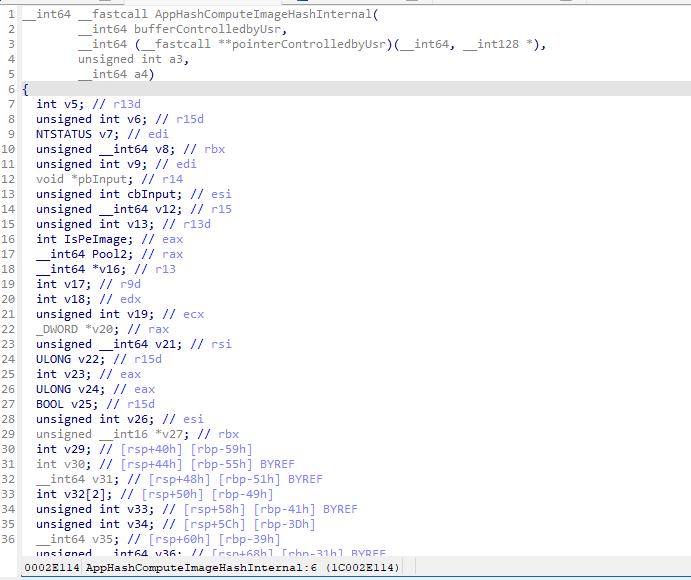 1 __int64 __fastcall AppHashComputeImageHashInternal(
2 __int64 bufferControlledbyUsr,
3 __int64 (__fastcall **pointerControlledbyUsr)(__int64, __int128 *),
4 unsigned int a3,
5 __int64 a4)
6 {
7 int v5; // r13d
8 unsigned int v6; // r15d
9 NTSTATUS v7; // edi
10 unsigned __int64 v8; // rbx
11 unsigned int v9; // edi
12 void *pbInput; // r14
13 unsigned int cbInput; // esi
14 unsigned __int64 v12; // r15
15 unsigned int v13; // r13d
16 int IsPeImage; // eax
17 __int64 Pool2; // rax
18 __int64 *v16; // r13
19 int v17; // r9d
20 int v18; // edx
21 unsigned int v19; // ecx
22 _DWORD *v20; // rax
23 unsigned __int64 v21; // rsi
24 ULONG v22; // r15d
25 int v23; // eax
26 ULONG v24; // eax
27 BOOL v25; // r15d
28 unsigned int v26; // esi
29 unsigned __int16 *v27; // rbx
30 int v29; // [rsp+40h] [rbp-59h]
31 int v30; // [rsp+44h] [rbp-55h] BYREF
32 __int64 v31; // [rsp+48h] [rbp-51h] BYREF
33 int v32[2]; // [rsp+50h] [rbp-49h]
34 unsigned int v33; // [rsp+58h] [rbp-41h] BYREF
35 unsigned int v34; // [rsp+5Ch] [rbp-3Dh]
36 __int64 v35; // [rsp+60h] [rbp-39h]
unsigned __int64 v36; // [rsp+68h] [rbp-31h] BYREF
0002E114 AppHashComputeImageHashInternal:6 (1C002E114)